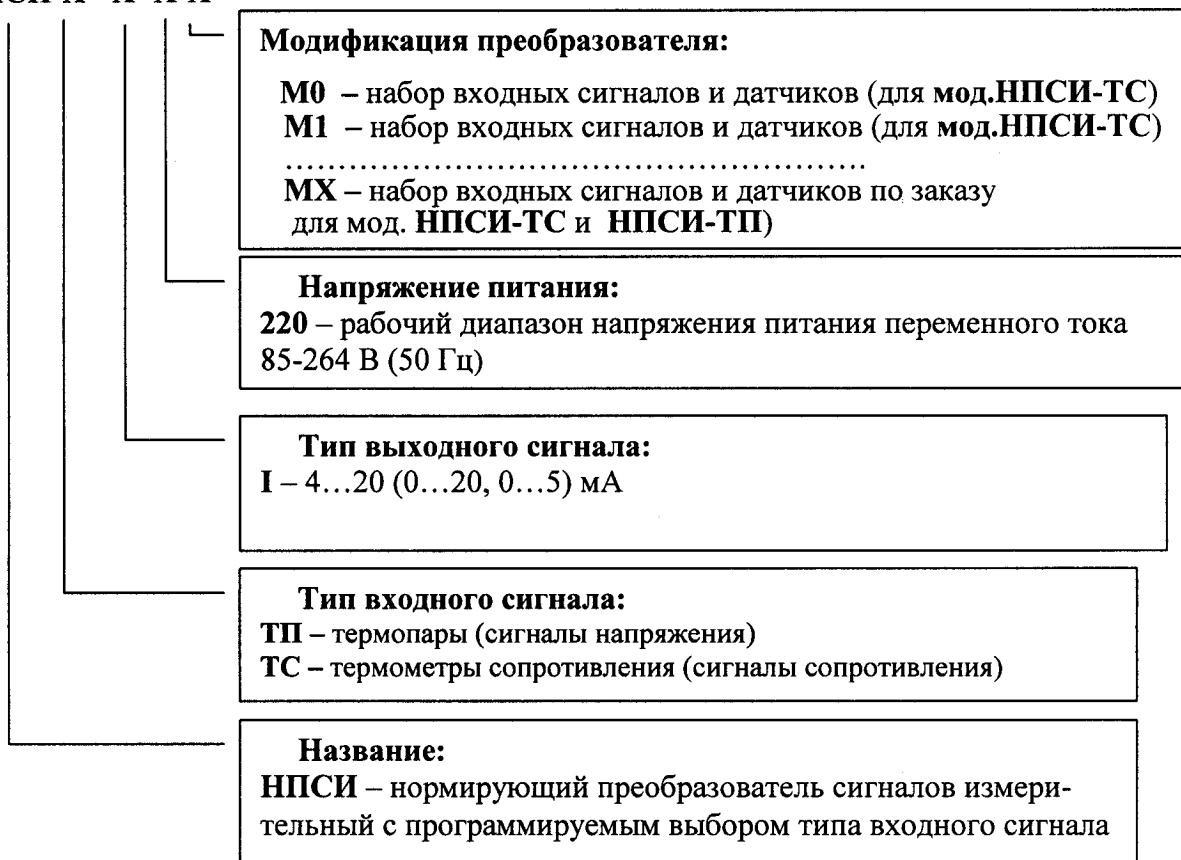 Модификация преобразователя:
М0 – набор входных сигналов и датчиков (для мод.НПСИ-ТС)
М1 – набор входных сигналов и датчиков (для мод.НПСИ-ТС)
........................................................
МХ – набор входных сигналов и датчиков по заказу
для мод. НПСИ-ТС и НПСИ-ТП)
Напряжение питания:
220 – рабочий диапазон напряжения питания переменного тока
85-264 В (50 Гц)
Тип выходного сигнала:
I – 4…20 (0…20, 0…5) мА
Тип входного сигнала:
ТП – термопары (сигналы напряжения)
ТС – термометры сопротивления (сигналы сопротивления)
Название:
НПСИ – нормирующий преобразователь сигналов измери-
тельный с программируемым выбором типа входного сигнала